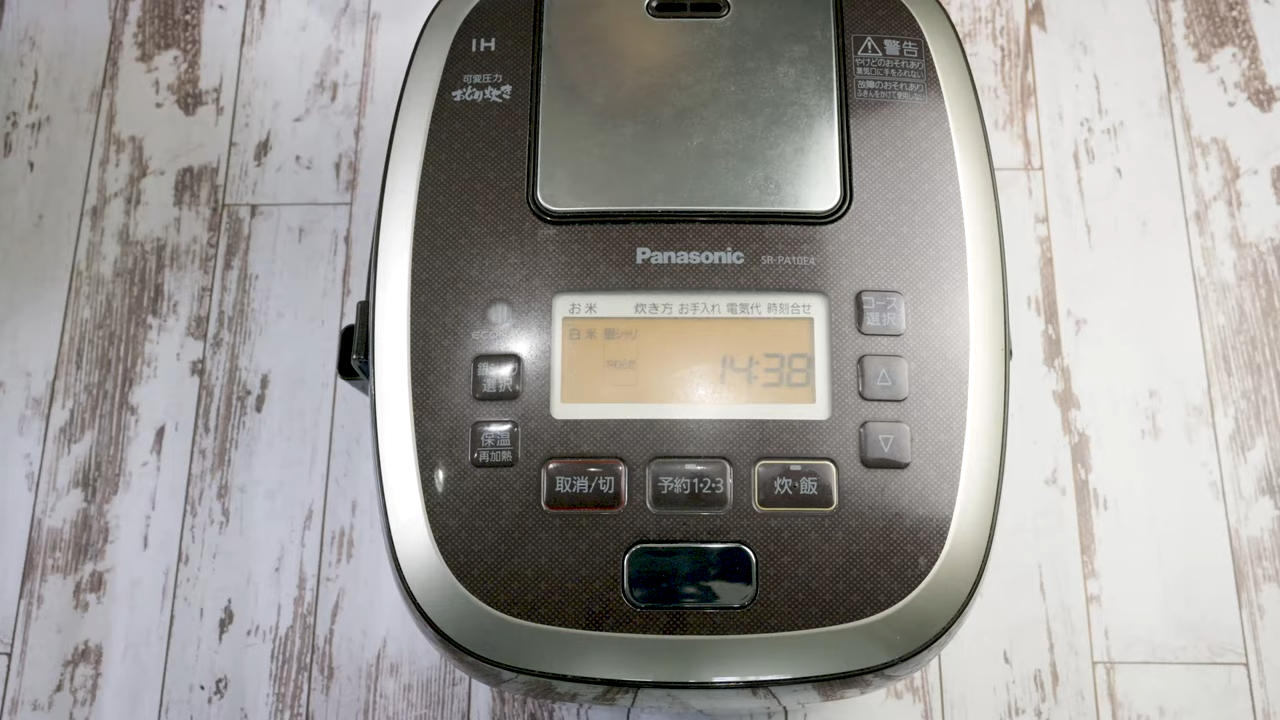 IH
可変圧力
おどり炊き
警告
やけどのおそれあり
蒸気口に手をふれない
故障のおそれあり
ふきんをかけて使用しない
Panasonic SR-PA10E4
お米 炊き方 お手入れ 電気代 時刻合せ
白米 銀シャリ
14:38
コース
選択
選択
保温
再加熱
取消/切
予約1・2・3
炊・飯